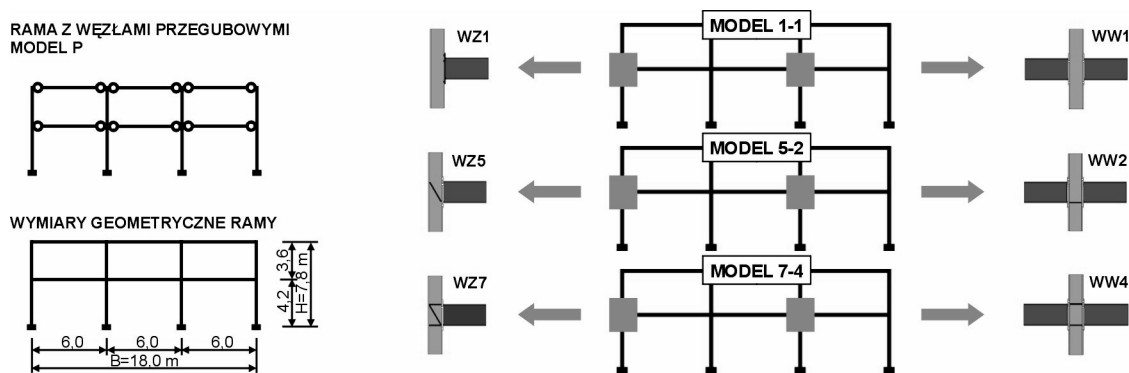 RAMA Z WĘZŁAMI PRZEGUBOWYMI
MODEL P
WYMIARY GEOMETRYCZNE RAMY
3,6
4,2
H=7,8 m
6,0
6,0
6,0
B=18,0 m
WZ1
MODEL 1-1
WW1
WZ5
MODEL 5-2
WW2
WZ7
MODEL 7-4
WW4